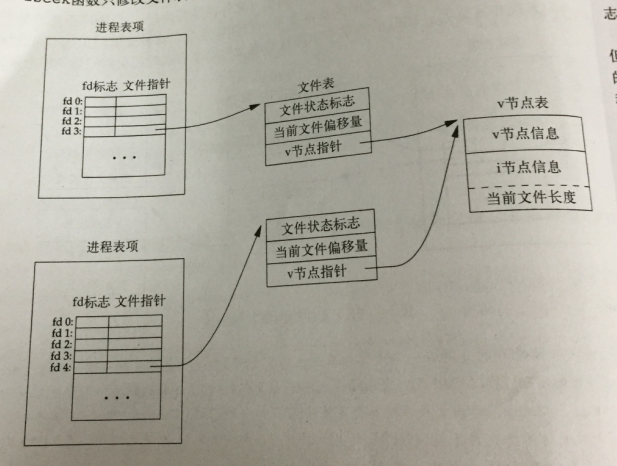 seek函数只修改文件
进程表项
fd标志 文件指针
fd 0:
fd 1:
fd 2:
fd 3:
...
文件表
文件状态标志
当前文件偏移量
v节点指针
v节点表
v节点信息
i节点信息
当前文件长度
文件状态标志
当前文件偏移量
v节点指针
进程表项
fd标志 文件指针
fd 0:
fd 1:
fd 2:
fd 3:
fd 4:
...
志